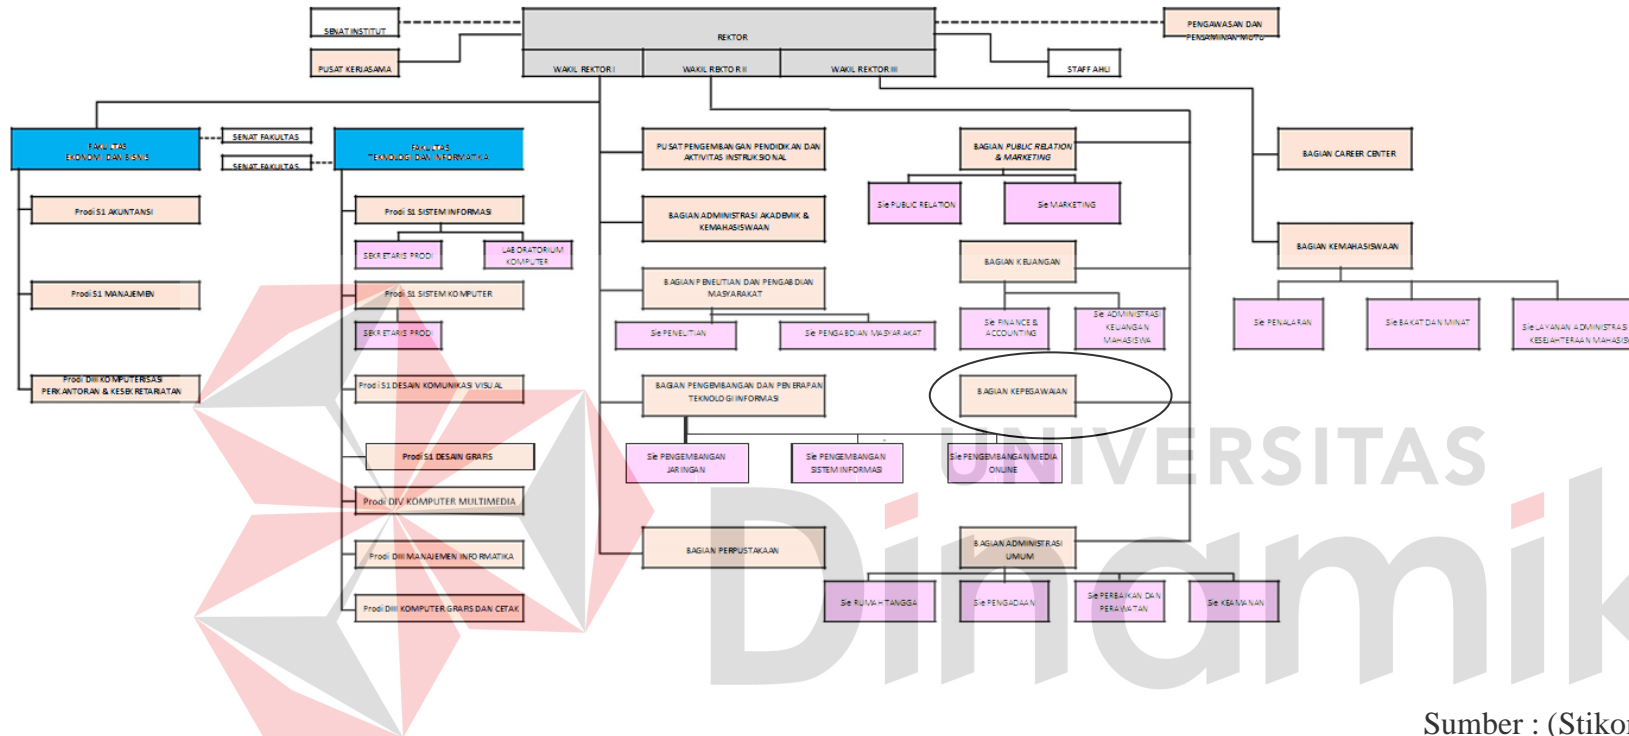 SENAT INSTITUT
REKTOR
PENGAWASAN DAN
PENJAMINAN MUTU
PUSAT KERJASAMA
WAKIL REKTOR I
WAKIL REKTOR II
WAKIL REKTOR III
STAFF AHLI
FAKULTAS
EKONOMI DAN BISNIS
SENAT FAKULTAS
SENAT FAKULTAS
FAKULTAS
TEKNOLOGI DAN INFORMATIKA
PUSAT PENGEMBANGAN PENDIDIKAN DAN
AKTIVITAS INSTRUKSIONAL
BAGIAN PUBLIC RELATION
& MARKETING
BAGIAN CAREER CENTER
Prodi S1 AKUNTANSI
Prodi S1 SISTEM INFORMASI
SEKRETARIS PRODI
LABORATORIUM
KOMPUTER
BAGIAN ADMINISTRASI AKADEMIK &
KEMAHASISWAAN
Sie PUBLIC RELATION
Sie MARKETING
BAGIAN KEMAHASISWAAN
Prodi S1 MANAJEMEN
Prodi S1 SISTEM KOMPUTER
SEKRETARIS PRODI
BAGIAN PENELITIAN DAN PENGABDIAN
MASYARAKAT
Sie PENELITIAN
Sie PENGABDIAN MASYARAKAT
BAGIAN KEUANGAN
Sie FINANCE &
ACCOUNTING
Sie ADMINISTRASI
KEUANGAN
MAHASISWA
Sie PENALARAN
Sie BAKAT DAN MINAT
Sie LAYANAN ADMINISTRASI
KESEJAHTERAAN MAHASIS
Prodi DIII KOMPUTERISASI
PERKANTORAN & KESEKRETARIATAN
Prodi S1 DESAIN KOMUNIKASI VISUAL
BAGIAN PENGEMBANGAN DAN PENERAPAN
TEKNOLOGI INFORMASI
BAGIAN KEPEGAWAIAN
Prodi S1 DESAIN GRAFIS
Sie PENGEMBANGAN
JARINGAN
Sie PENGEMBANGAN
SISTEM INFORMASI
Sie PENGEMBANGAN MEDIA
ONLINE
UNIVERSITAS
Dinamik
Prodi DIV KOMPUTER MULTIMEDIA
Prodi DIII MANAJEMEN INFORMATIKA
BAGIAN PERPUSTAKAAN
BAGIAN ADMINISTRASI
UMUM
Prodi DIII KOMPUTER GRAFIS DAN CETAK
Sie RUMAH TANGGA
Sie PENGADAAN
Sie PERBAIKAN DAN
PERAWATAN
Sie KEAMANAN
Sumber : (Stiko